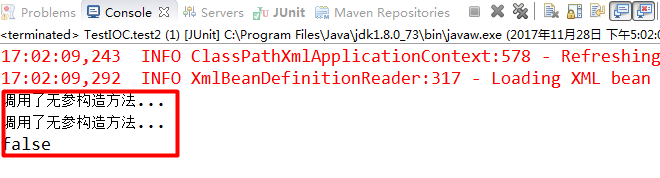 Problems Console Servers JUnit Maven Repositories
<terminated> TestIOC.test2 (1) [JUnit] C:\Program Files\Java\jdk1.8.0_73\bin\javaw.exe (2017年11月28日 下午5:02:0
17:02:09,243 INFO ClassPathXmlApplicationContext:578 - Refreshing
17:02:09,292 INFO XmlBeanDefinitionReader:317 - Loading XML bean
调用了无参构造方法...
调用了无参构造方法...
false